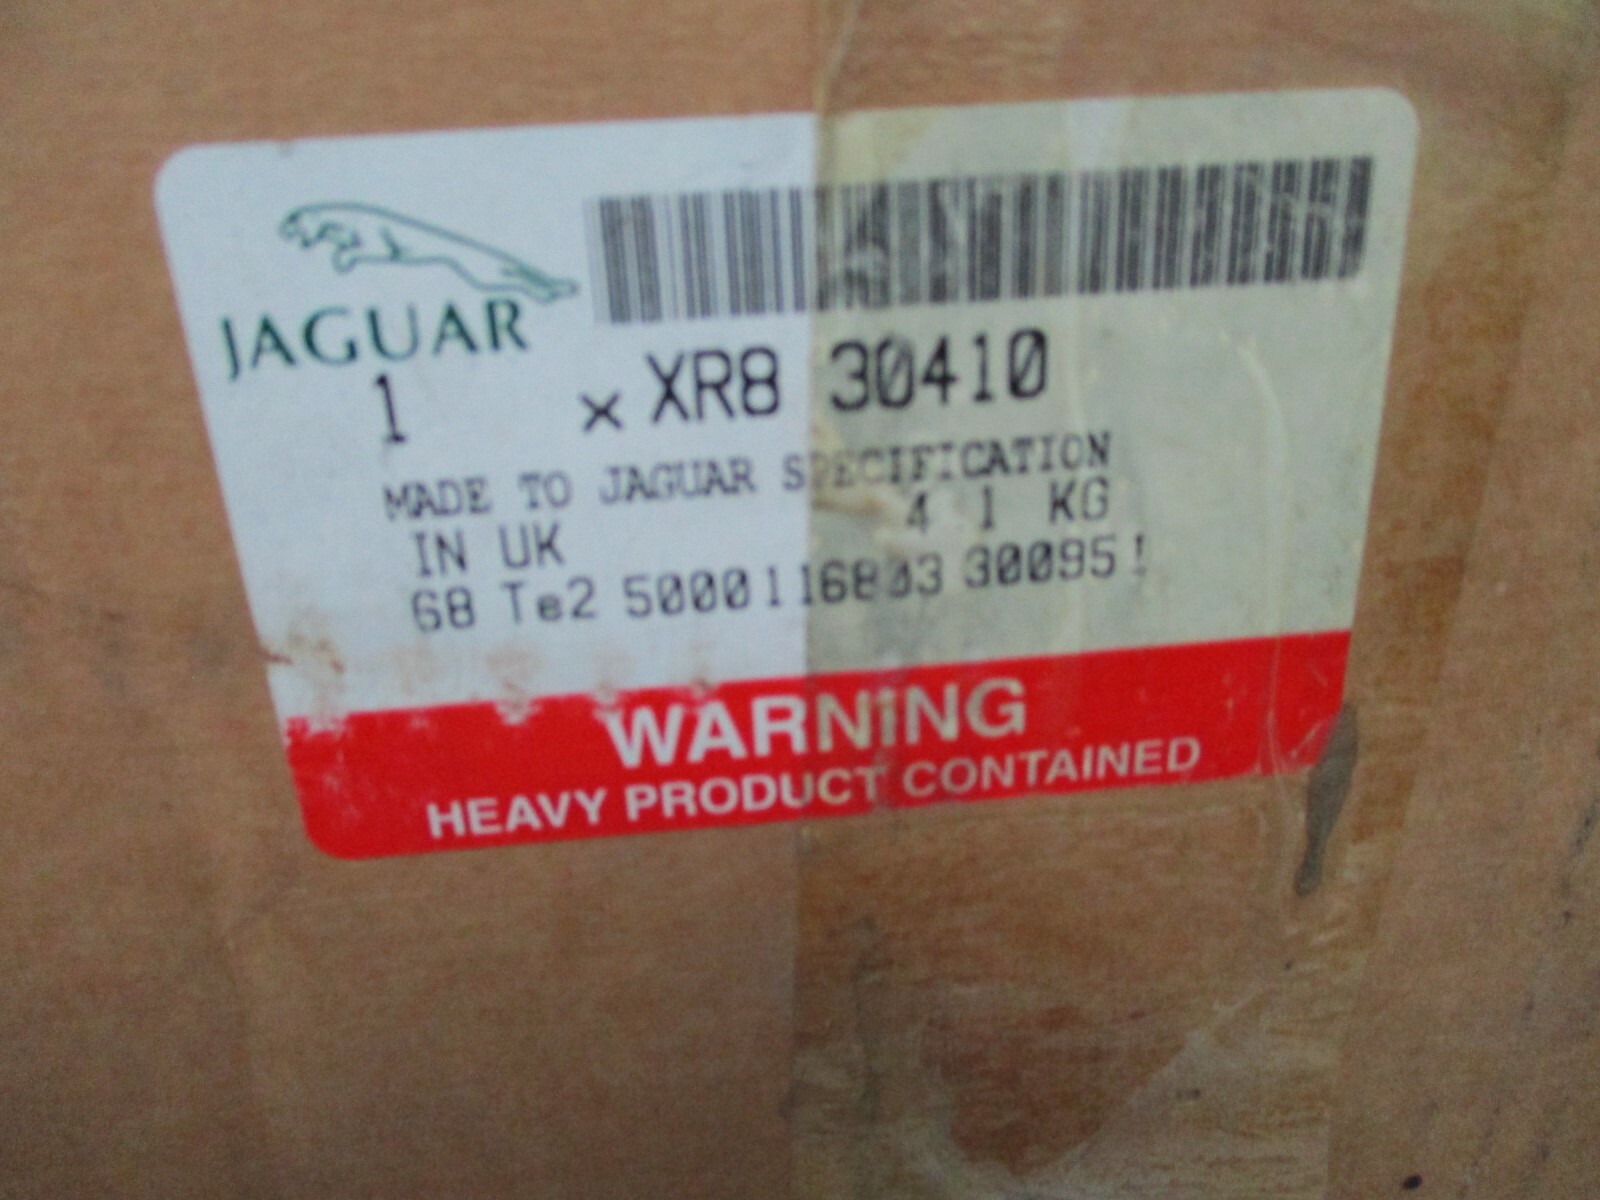 JAGUAR
1 x XR8 30410
MADE TO JAGUAR SPECIFICATION
IN UK 4 1 KG
68 Te2 5000116803 300951
WARNING
HEAVY PRODUCT CONTAINED